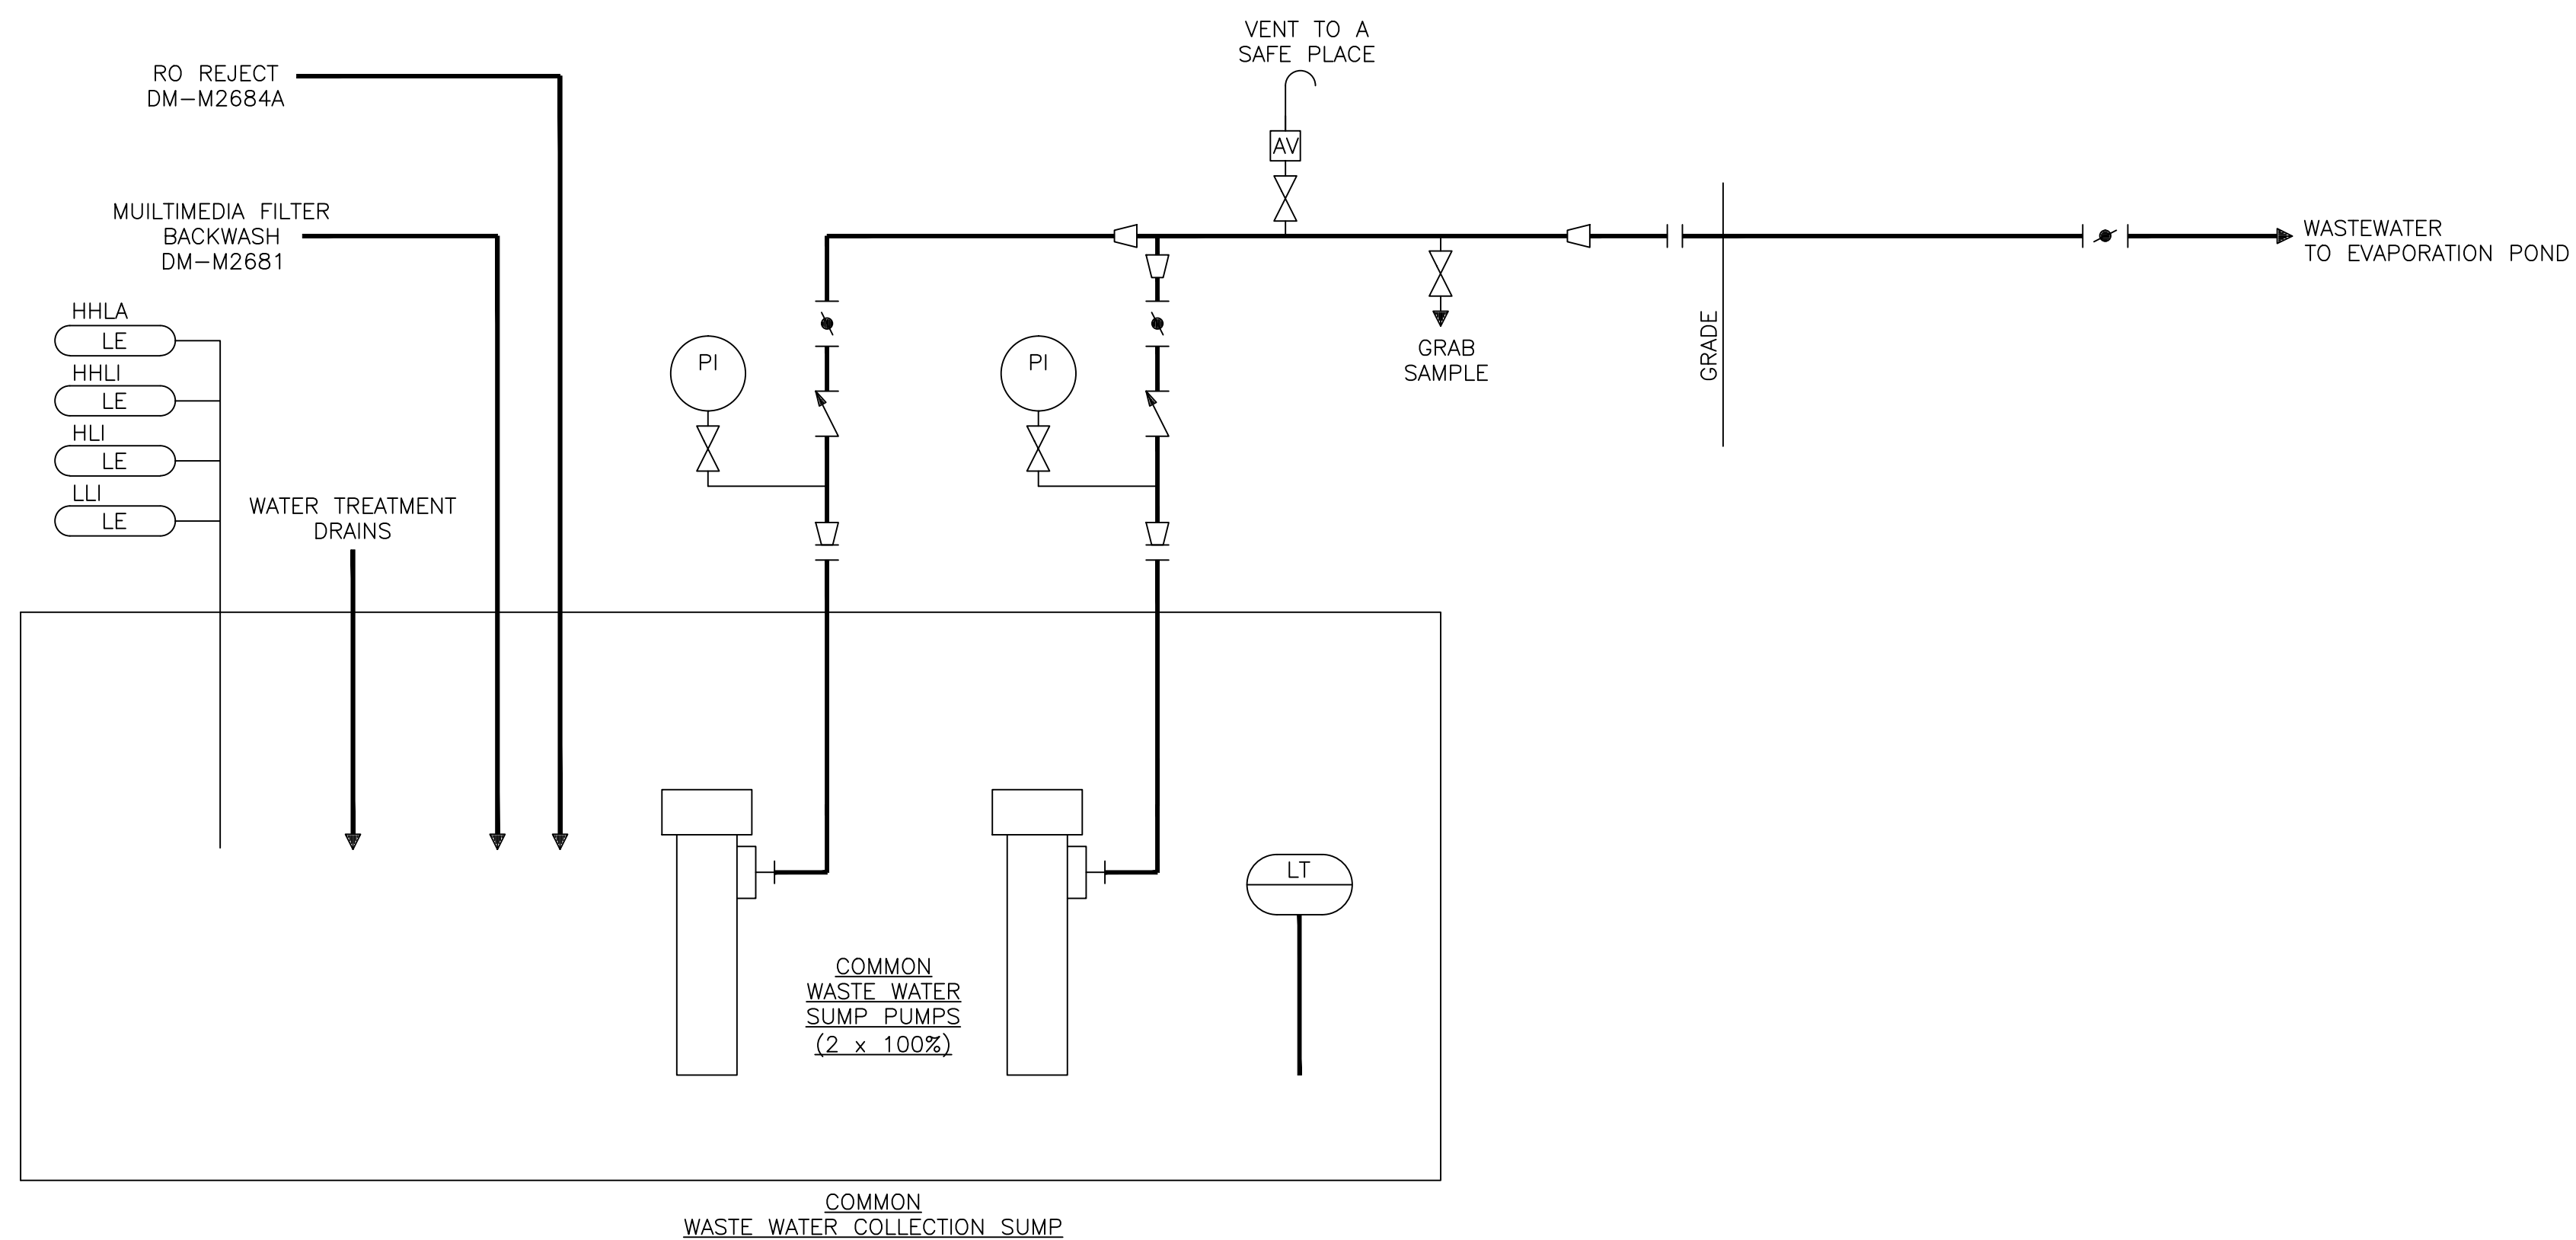 VENT TO A
SAFE PLACE
RO REJECT
DM-M2684A
AV
MUILTIMEDIA FILTER
BACKWASH
DM-M2681
WASTEWATER
TO EVAPORATION POND
HHLA
LE
HHLI
LE
HLI
LE
LLI
LE
PI
PI
GRAB
SAMPLE
GRADE
WATER TREATMENT
DRAINS
LT
COMMON
WASTE WATER
SUMP PUMPS
(2 x 100%)
COMMON
WASTE WATER COLLECTION SUMP